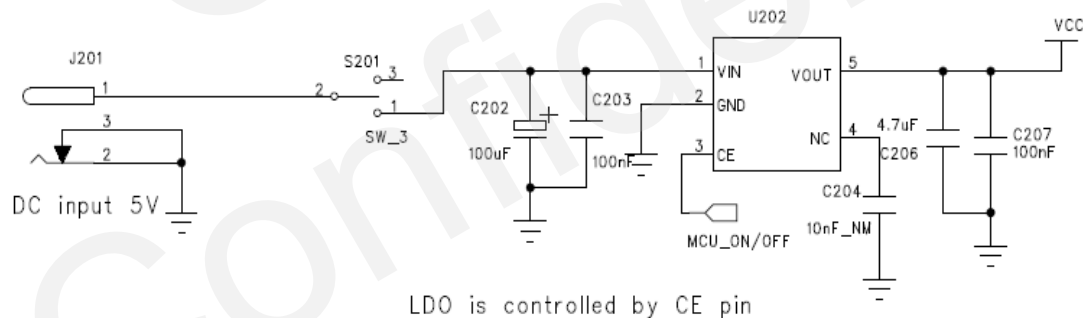 U202
VCC
J201
S201
1
2
3
1
SW_3
C202
100uF
C203
100nF
1
VIN
VOUT
5
2
GND
3
CE
NC
4
4.7uF
C206
C207
100nF
3
2
DC input 5V
MCU_ON/OFF
C204
10nF_NM
LDO is controlled by CE pin